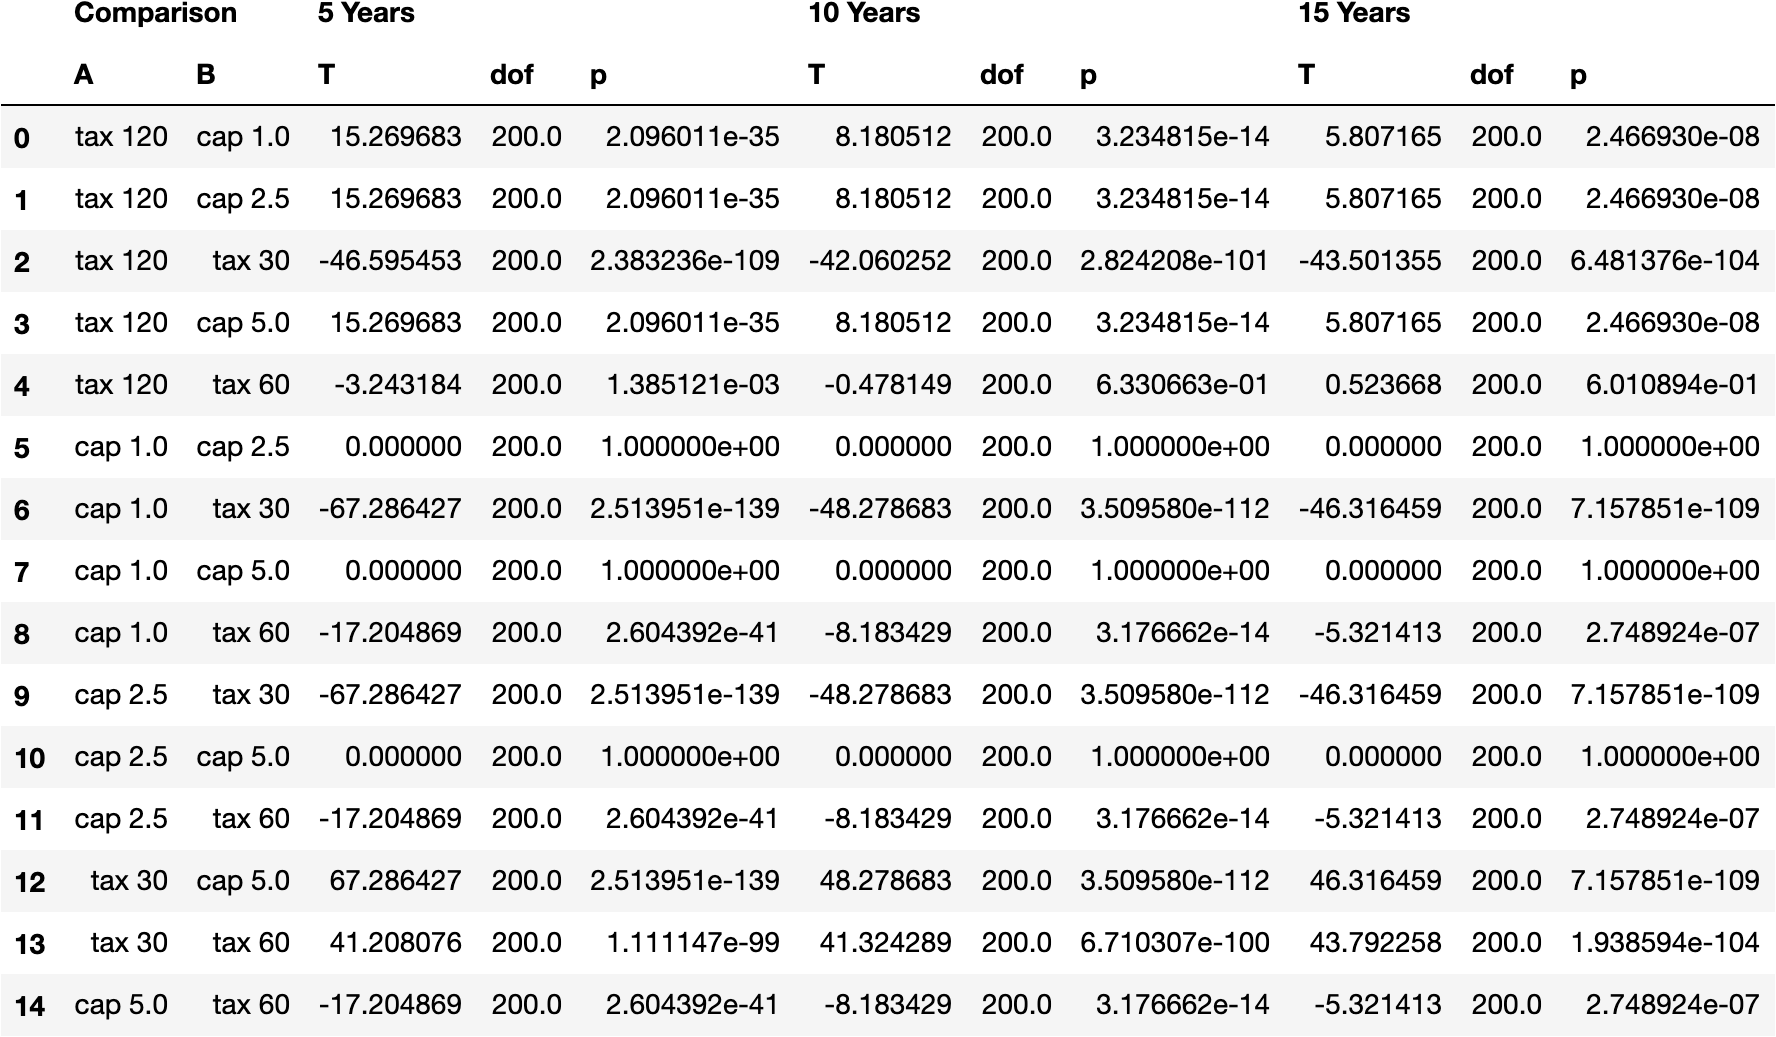 Comparison 5 Years 10 Years 15 Years
A B T dof p T dof p T dof p
0 tax 120 cap 1.0 15.269683 200.0 2.096011e-35 8.180512 200.0 3.234815e-14 5.807165 200.0 2.466930e-08
1 tax 120 cap 2.5 15.269683 200.0 2.096011e-35 8.180512 200.0 3.234815e-14 5.807165 200.0 2.466930e-08
2 tax 120 tax 30 -46.595453 200.0 2.383236e-109 -42.060252 200.0 2.824208e-101 -43.501355 200.0 6.481376e-104
3 tax 120 cap 5.0 15.269683 200.0 2.096011e-35 8.180512 200.0 3.234815e-14 5.807165 200.0 2.466930e-08
4 tax 120 tax 60 -3.243184 200.0 1.385121e-03 -0.478149 200.0 6.330663e-01 0.523668 200.0 6.010894e-01
5 cap 1.0 cap 2.5 0.000000 200.0 1.000000e+00 0.000000 200.0 1.000000e+00 0.000000 200.0 1.000000e+00
6 cap 1.0 tax 30 -67.286427 200.0 2.513951e-139 -48.278683 200.0 3.509580e-112 -46.316459 200.0 7.157851e-109
7 cap 1.0 cap 5.0 0.000000 200.0 1.000000e+00 0.000000 200.0 1.000000e+00 0.000000 200.0 1.000000e+00
8 cap 1.0 tax 60 -17.204869 200.0 2.604392e-41 -8.183429 200.0 3.176662e-14 -5.321413 200.0 2.748924e-07
9 cap 2.5 tax 30 -67.286427 200.0 2.513951e-139 -48.278683 200.0 3.509580e-112 -46.316459 200.0 7.157851e-109
10 cap 2.5 cap 5.0 0.000000 200.0 1.000000e+00 0.000000 200.0 1.000000e+00 0.000000 200.0 1.000000e+00
11 cap 2.5 tax 60 -17.204869 200.0 2.604392e-41 -8.183429 200.0 3.176662e-14 -5.321413 200.0 2.748924e-07
12 tax 30 cap 5.0 67.286427 200.0 2.513951e-139 48.278683 200.0 3.509580e-112 46.316459 200.0 7.157851e-109
13 tax 30 tax 60 41.208076 200.0 1.111147e-99 41.324289 200.0 6.710307e-100 43.792258 200.0 1.938594e-104
14 cap 5.0 tax 60 -17.204869 200.0 2.604392e-41 -8.183429 200.0 3.176662e-14 -5.321413 200.0 2.748924e-07